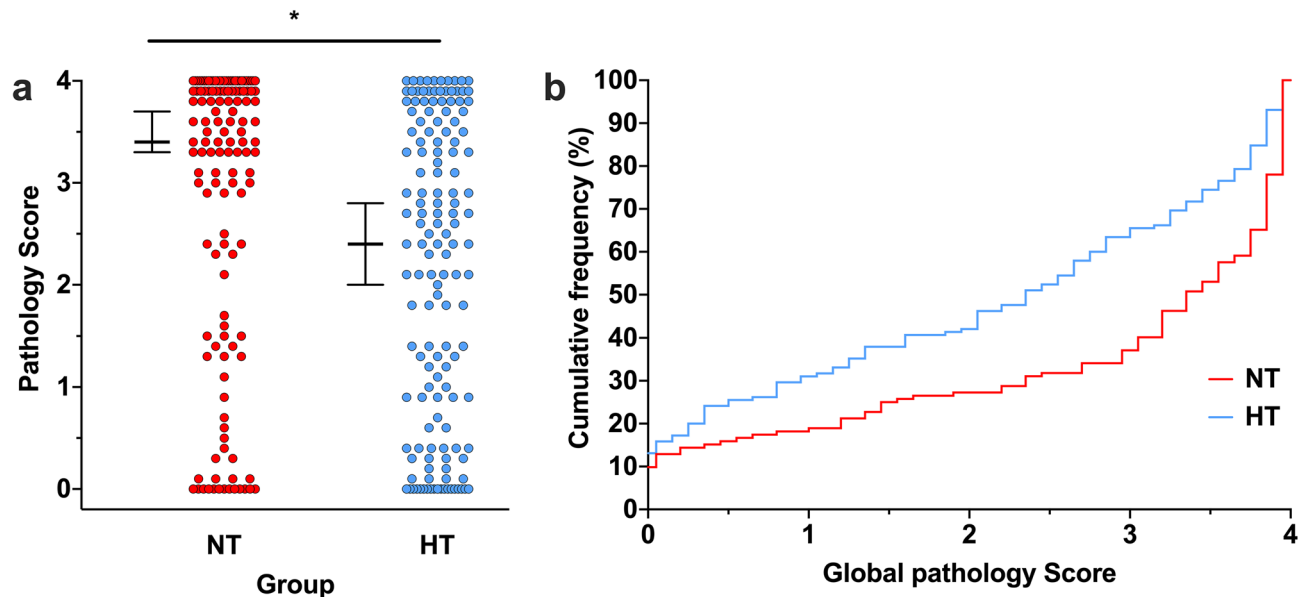 a
*
Pathology Score
4
3
2
1
0
NT
HT
Group
b
Cumulative frequency (%)
100
90
80
70
60
50
40
30
20
10
0
0
1
2
3
4
Global pathology Score
NT
HT